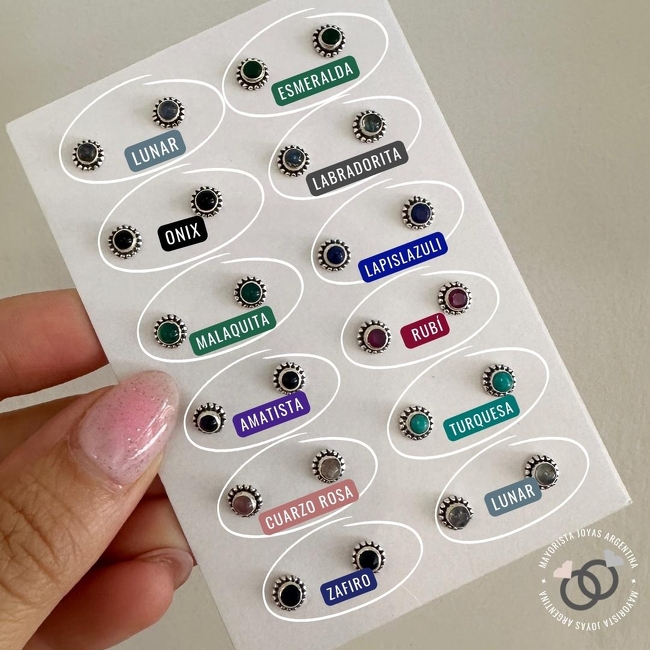 ESMERALDA
LUNAR
LABRADORITA
ONIX
LAPISLAZULI
MALAQUITA
RUBÍ
AMATISTA
TURQUESA
CUARZO ROSA
LUNAR
ZAFIRO
MAYORISTA JOYAS ARGENTINA • MAYORISTA JOYAS ARGENTINA •